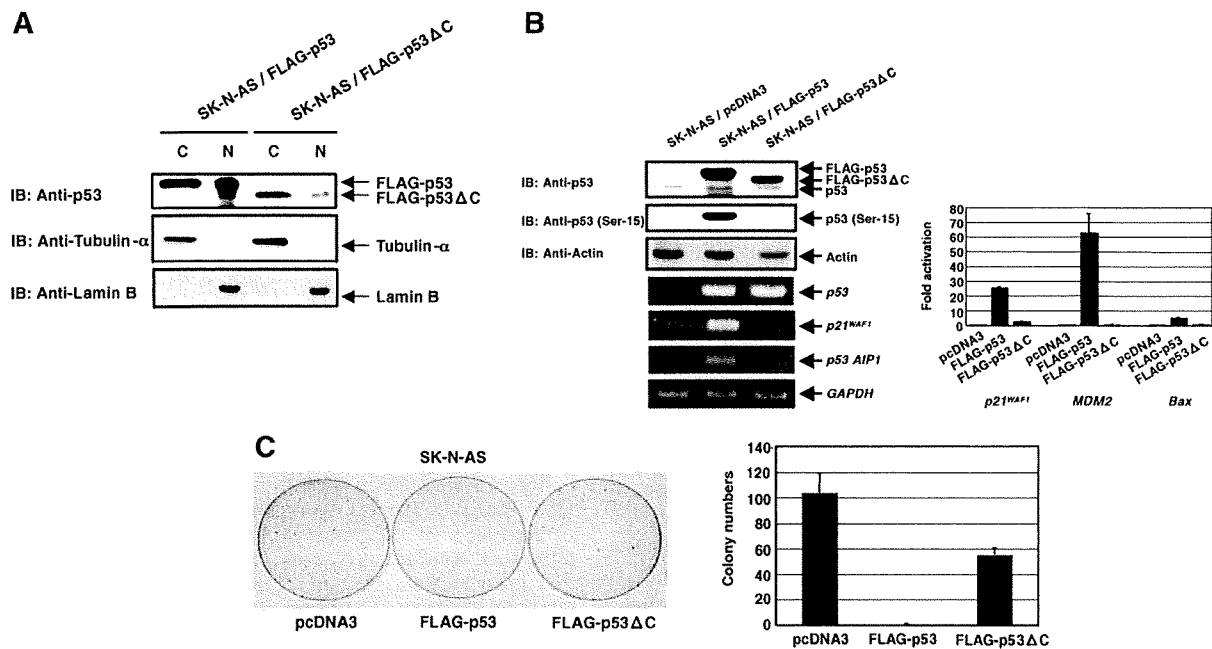 A
SK-N-AS / FLAG-p53
SK-N-AS / FLAG-p53ΔC
C N C N
IB: Anti-p53
FLAG-p53
FLAG-p53ΔC
IB: Anti-Tubulin-α
Tubulin-α
IB: Anti-Lamin B
Lamin B
B
SK-N-AS / pcDNA3
SK-N-AS / FLAG-p53
SK-N-AS / FLAG-p53ΔC
IB: Anti-p53
FLAG-p53
FLAG-p53ΔC
p53
IB: Anti-p53 (Ser-15)
p53 (Ser-15)
IB: Anti-Actin
Actin
p53
p21WAF1
p53 AIP1
GAPDH
Fold activation
80
70
60
50
40
30
20
10
0
pcDNA3
FLAG-p53
FLAG-p53ΔC
pcDNA3
FLAG-p53
FLAG-p53ΔC
pcDNA3
FLAG-p53
FLAG-p53ΔC
p21WAF1 MDM2 Bax
C
SK-N-AS
pcDNA3 FLAG-p53 FLAG-p53ΔC
Colony numbers
140
120
100
80
60
40
20
0
pcDNA3 FLAG-p53 FLAG-p53ΔC